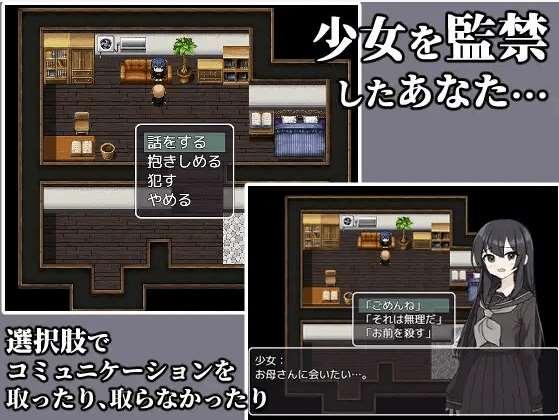 少女を監禁
したあなた…
話をする
抱きしめる
犯す
やめる
「ごめんね」
「それは無理だ」
「お前を殺す」
少女：
お母さんに会いたい…。
選択肢で
コミュニケーションを
取ったり、取らなかったり